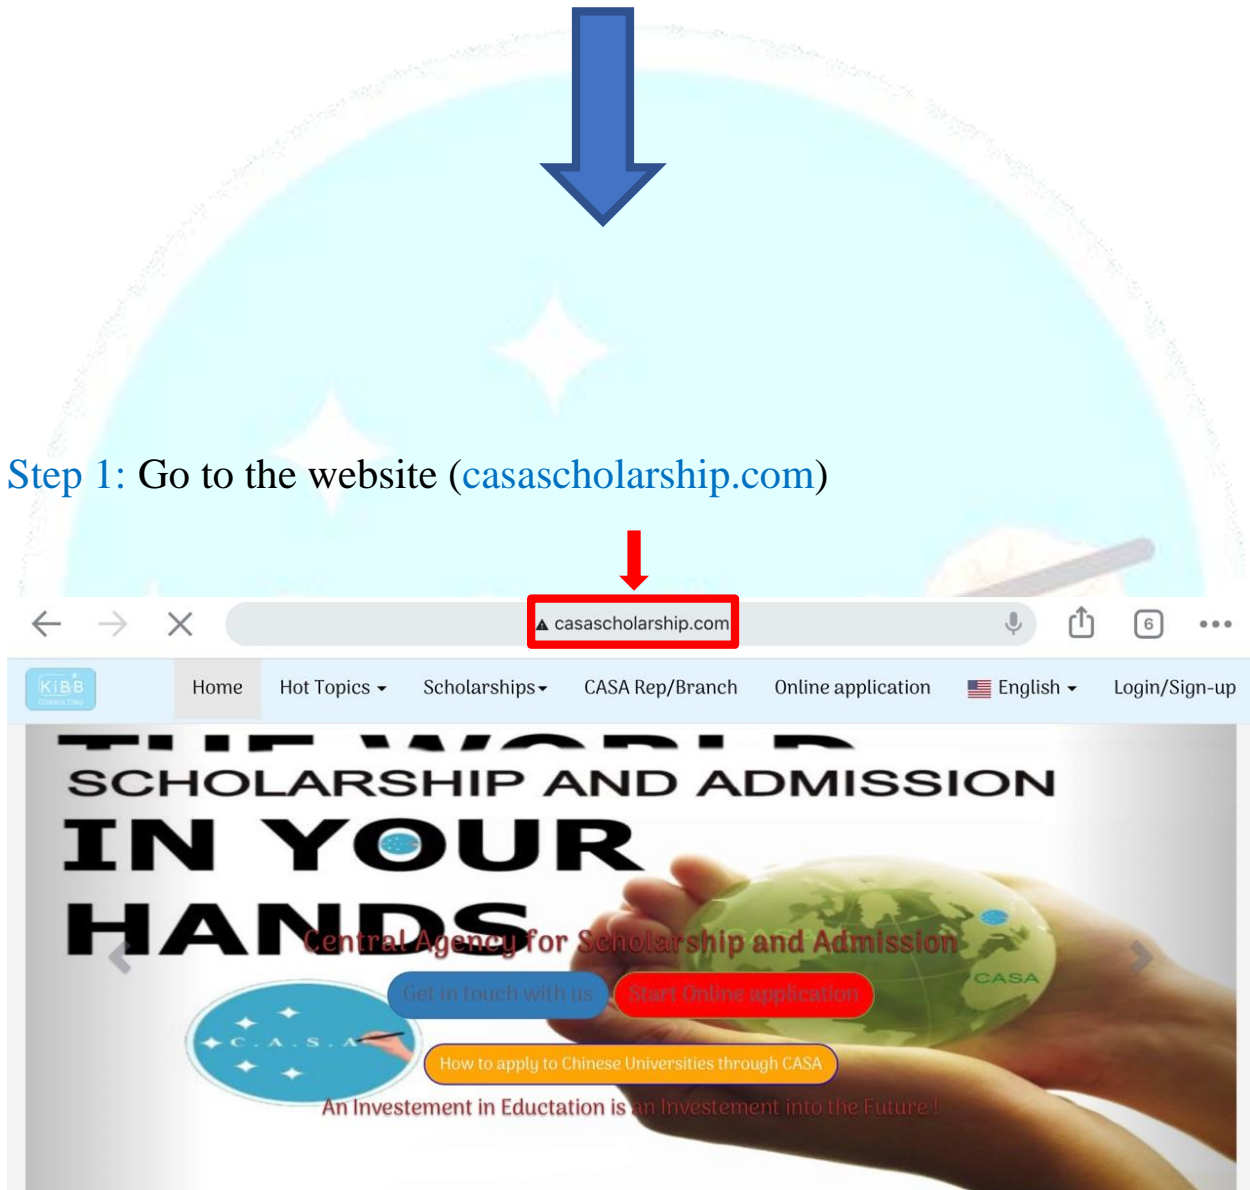 Step 1: Go to the website (casascholarship.com)
casascholarship.com
6
KiBB
CONSULTING
Home Hot Topics Scholarships CASA Rep/Branch Online application English Login/Sign-up
THE WORLD
SCHOLARSHIP AND ADMISSION
IN YOUR
HANDS
Central Agency for Scholarship and Admission
CASA
Get in touch with us Start Online application
C.A.S.A
How to apply to Chinese Universities through CASA
An Investement in Eductation is an Investement into the Future !